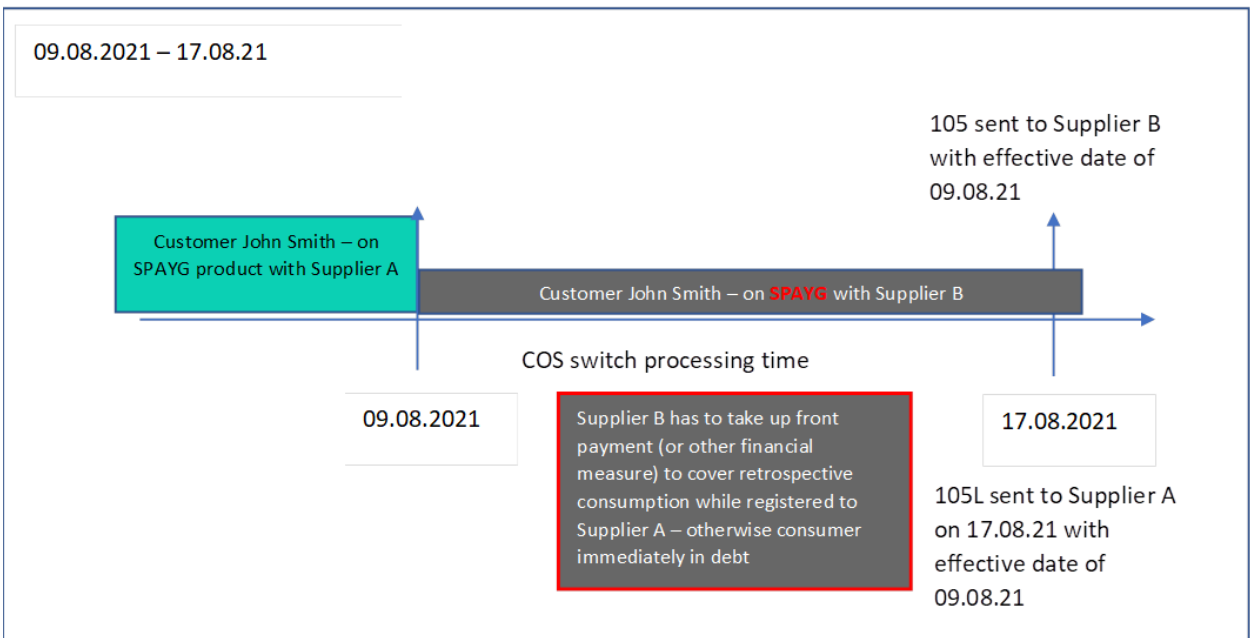 09.08.2021 – 17.08.21
105 sent to Supplier B
with effective date of
09.08.21
Customer John Smith – on
SPAYG product with Supplier A
Customer John Smith – on SPAYG with Supplier B
COS switch processing time
09.08.2021
Supplier B has to take up front
payment (or other financial
measure) to cover retrospective
consumption while registered to
Supplier A – otherwise consumer
immediately in debt
17.08.2021
105L sent to Supplier A
on 17.08.21 with
effective date of
09.08.21